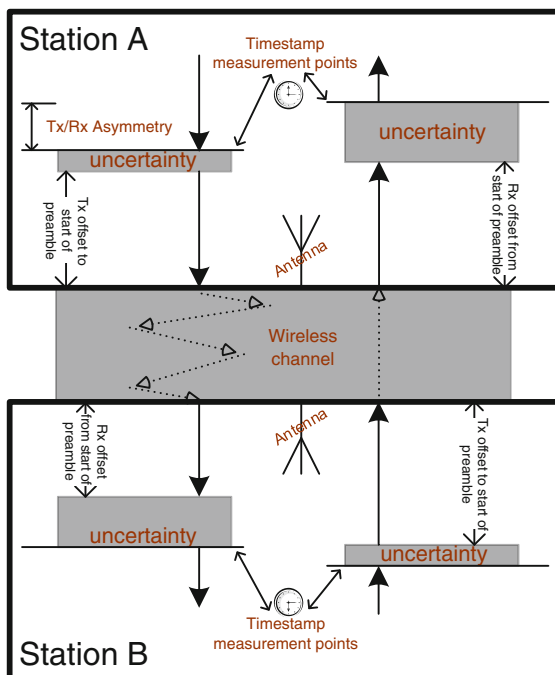 Station A
Timestamp
measurement points
Tx/Rx Asymmetry
uncertainty
uncertainty
Tx offset to
start of
preamble
Rx offset from
start of preamble
Antenna
Wireless
channel
Rx offset
from start of
preamble
Antenna
Tx offset to start of
preamble
uncertainty
uncertainty
Timestamp
measurement points
Station B